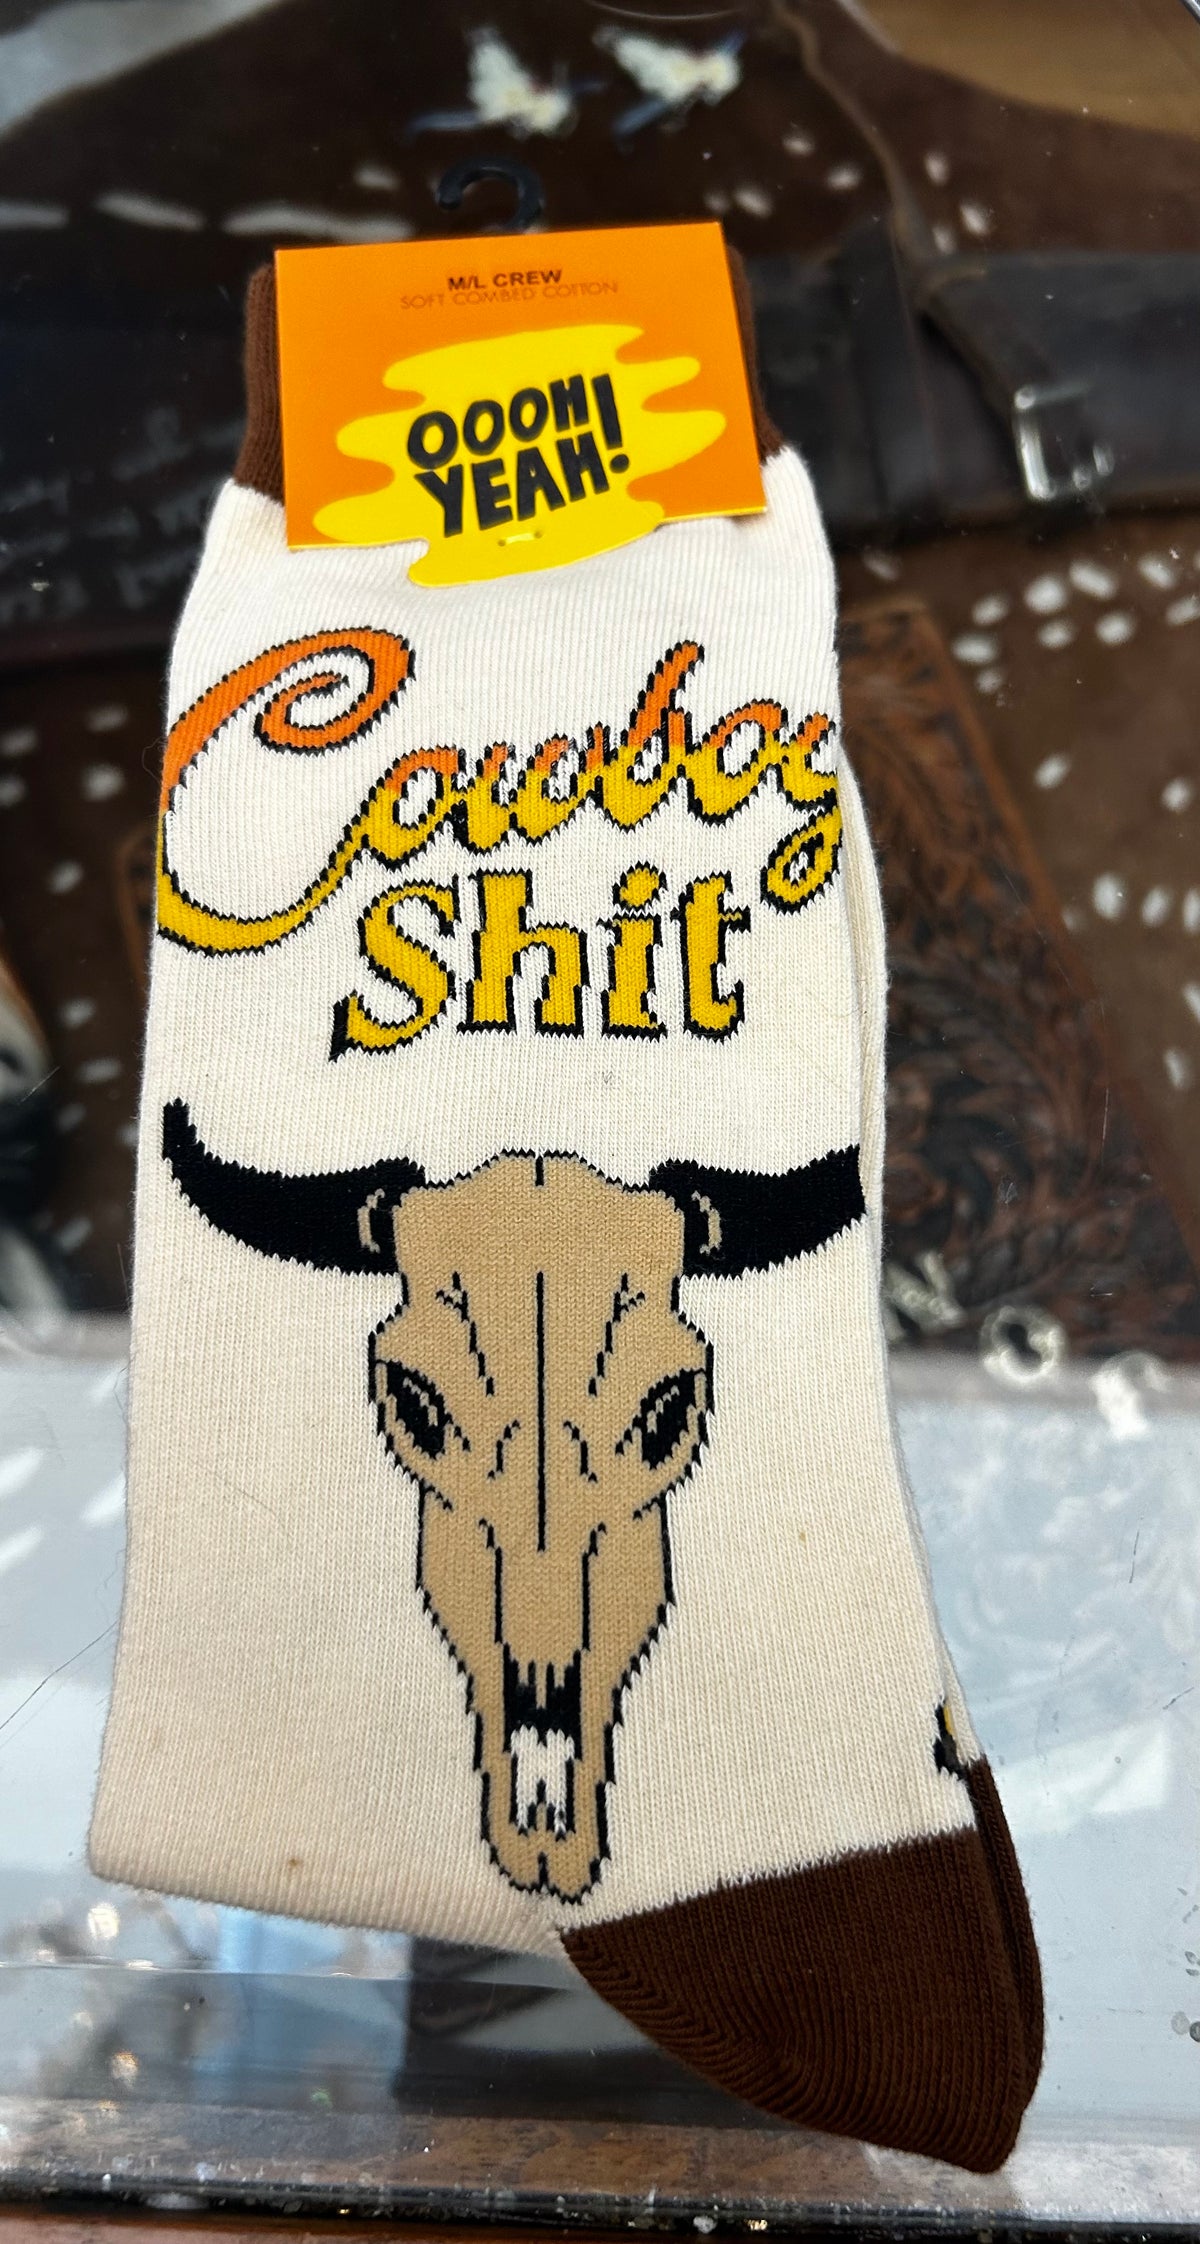 M/L CREW
SOFT COMBED COTTON
OOOH
YEAH!
Cowboy
Shit